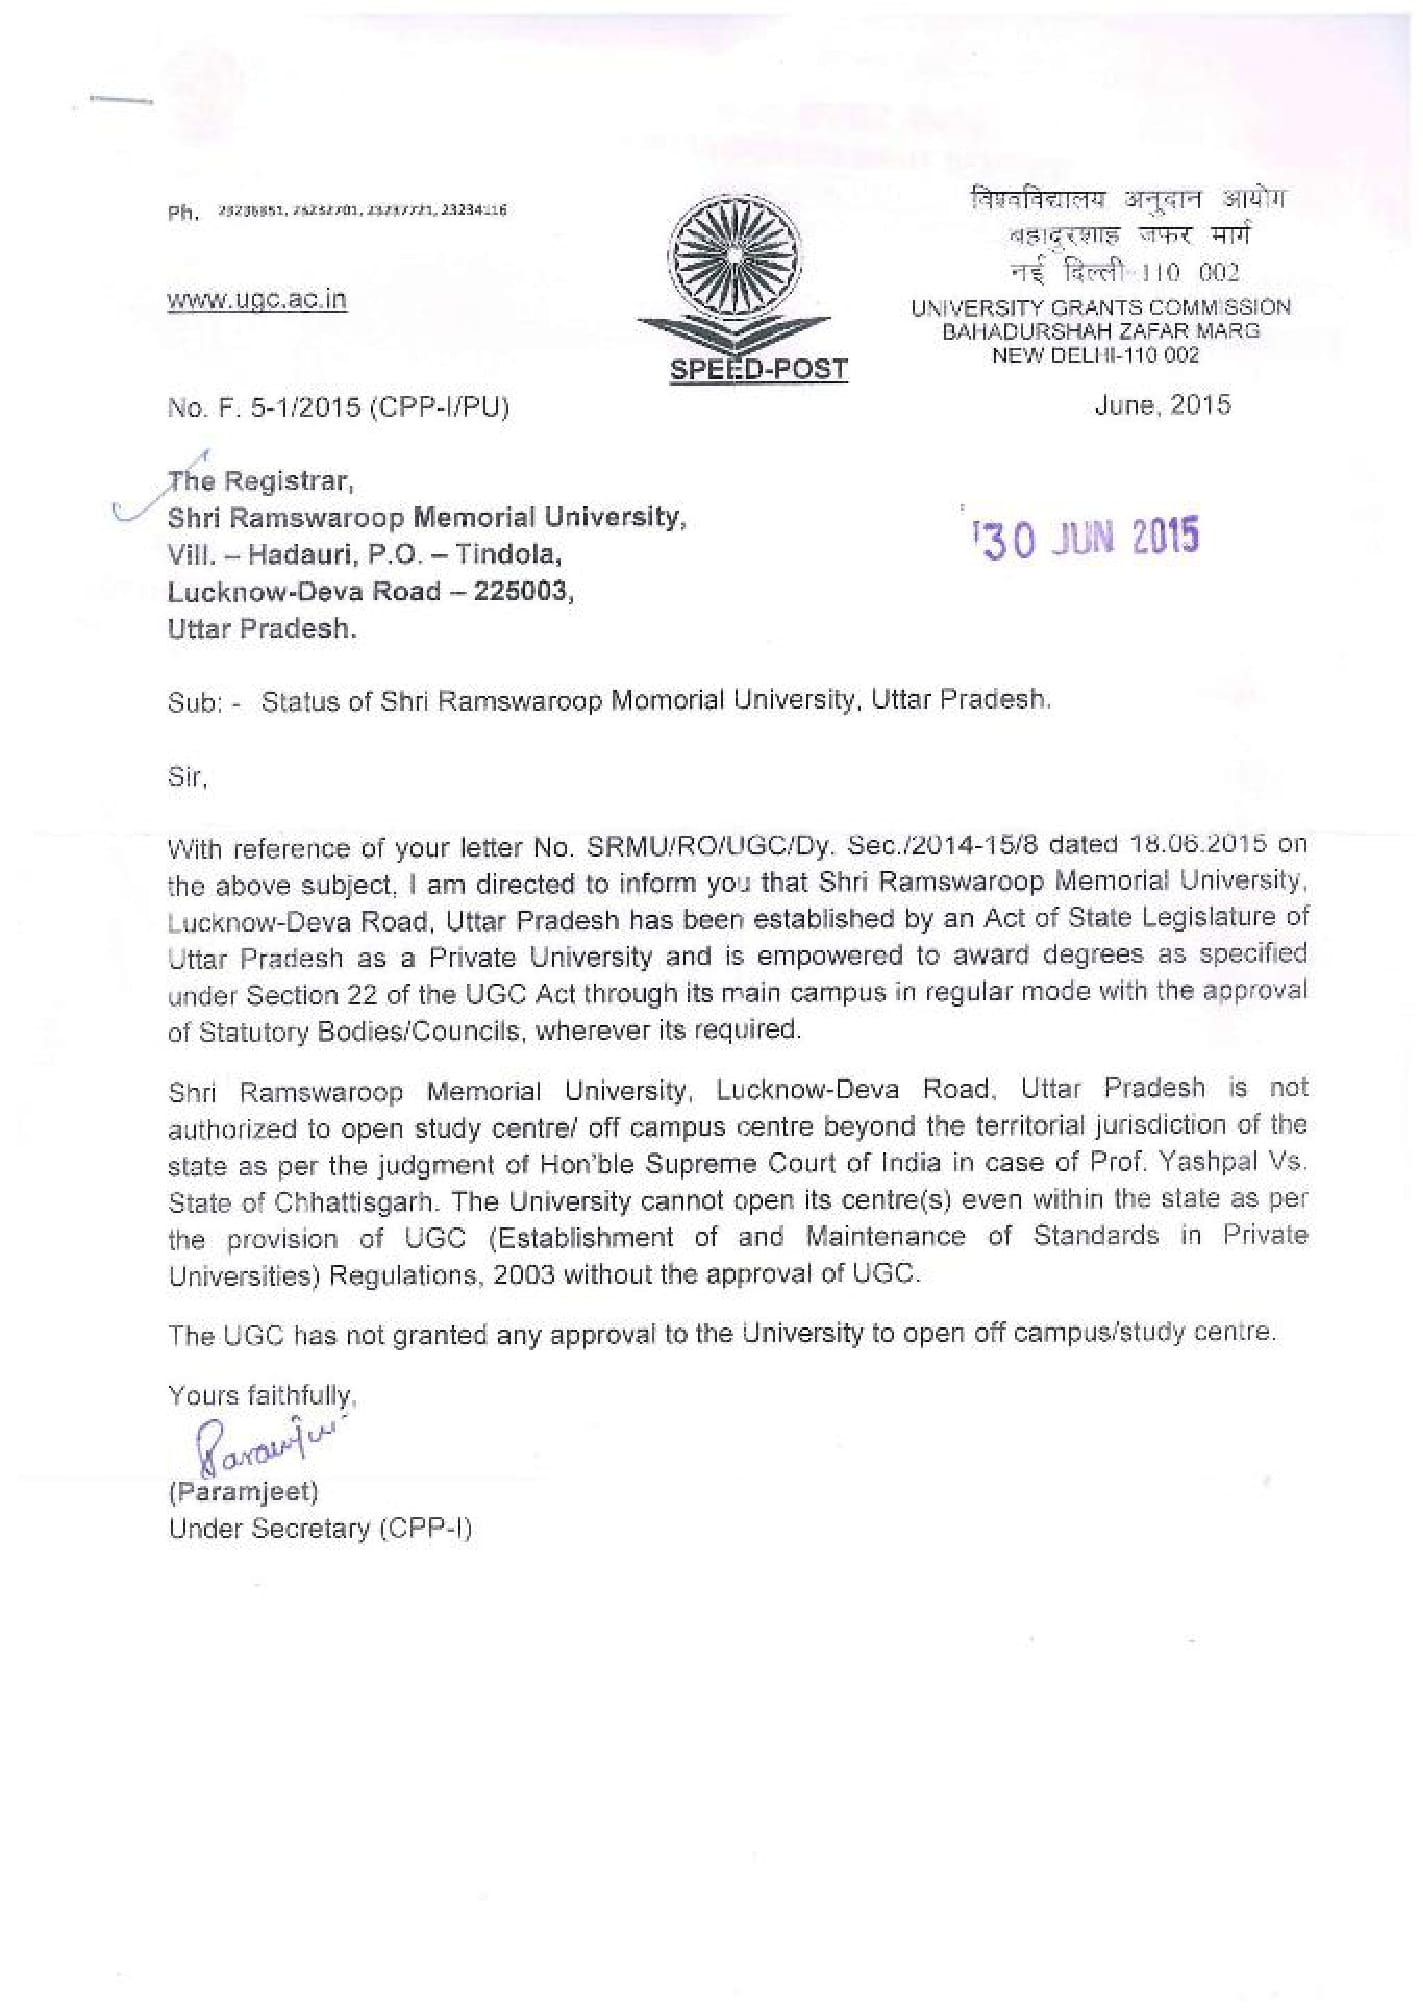 Ph. 23234116
विश्वविद्यालय अनुदान आयोग
बहादुरशाह जफर मार्ग
नई दिल्ली-110 002
www.ugc.ac.in
UNIVERSITY GRANTS COMMISSION
BAHADURSHAH ZAFAR MARG
NEW DELHI-110 002
SPEED-POST
No. F. 5-1/2015 (CPP-I/PU)
June, 2015
The Registrar,
Shri Ramswaroop Memorial University,
30 JUN 2015
Vill. – Hadauri, P.O. – Tindola,
Lucknow-Deva Road – 225003,
Uttar Pradesh.
Sub: - Status of Shri Ramswaroop Momorial University, Uttar Pradesh.
Sir,
With reference of your letter No. SRMU/RO/UGC/Dy. Sec./2014-15/8 dated 18.06.2015 on
the above subject, I am directed to inform you that Shri Ramswaroop Memorial University,
Lucknow-Deva Road, Uttar Pradesh has been established by an Act of State Legislature of
Uttar Pradesh as a Private University and is empowered to award degrees as specified
under Section 22 of the UGC Act through its main campus in regular mode with the approval
of Statutory Bodies/Councils, wherever its required.
Shri Ramswaroop Memorial University, Lucknow-Deva Road, Uttar Pradesh is not
authorized to open study centre/ off campus centre beyond the territorial jurisdiction of the
state as per the judgment of Hon'ble Supreme Court of India in case of Prof. Yashpal Vs.
State of Chhattisgarh. The University cannot open its centre(s) even within the state as per
the provision of UGC (Establishment of and Maintenance of Standards in Private
Universities) Regulations, 2003 without the approval of UGC.
The UGC has not granted any approval to the University to open off campus/study centre.
Yours faithfully,
(Paramjeet)
Under Secretary (CPP-I)